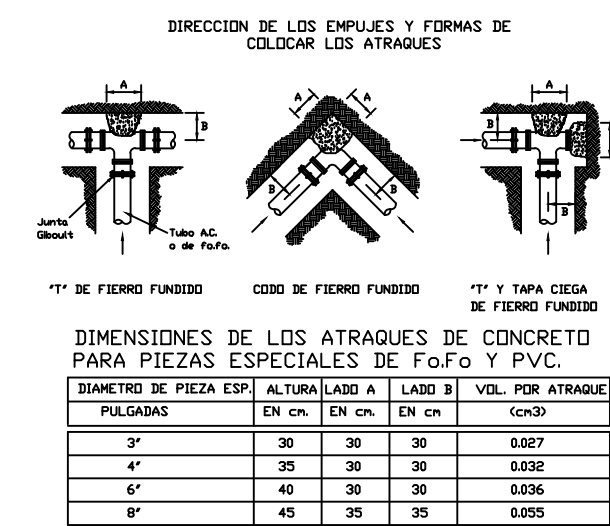 DIRECCION DE LOS EMPUJES Y FORMAS DE
COLOCAR LOS ATRAQUES
A
B
Junta
Giboult
Tubo A.C.
o de fo.fo.
"T" DE FIERRO FUNDIDO
A A
B B
CODO DE FIERRO FUNDIDO
A
B
B
"T" Y TAPA CIEGA
DE FIERRO FUNDIDO
DIMENSIONES DE LOS ATRAQUES DE CONCRETO
PARA PIEZAS ESPECIALES DE Fo.Fo Y PVC.
DIAMETRO DE PIEZA ESP. ALTURA LADO A LADO B VOL. POR ATRAQUE
PULGADAS EN cm. EN cm. EN cm (cm3)
3" 30 30 30 0.027
4" 35 30 30 0.032
6" 40 30 30 0.036
8" 45 35 35 0.055